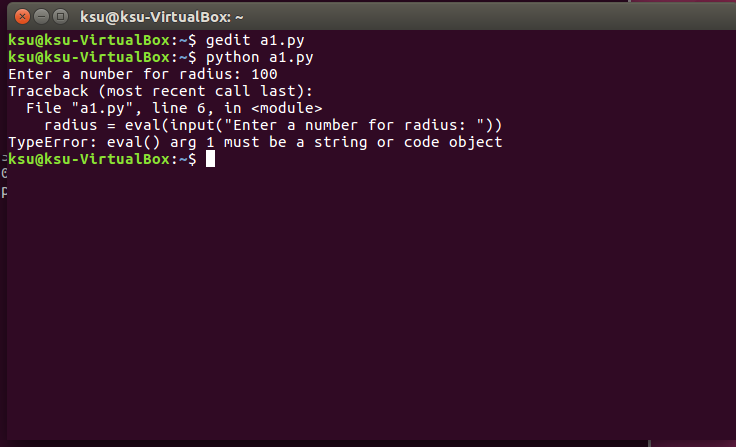 ksu@ksu-VirtualBox: ~
ksu@ksu-VirtualBox:~$ gedit a1.py
ksu@ksu-VirtualBox:~$ python a1.py
Enter a number for radius: 100
Traceback (most recent call last):
  File "a1.py", line 6, in <module>
    radius = eval(input("Enter a number for radius: "))
TypeError: eval() arg 1 must be a string or code object
ksu@ksu-VirtualBox:~$